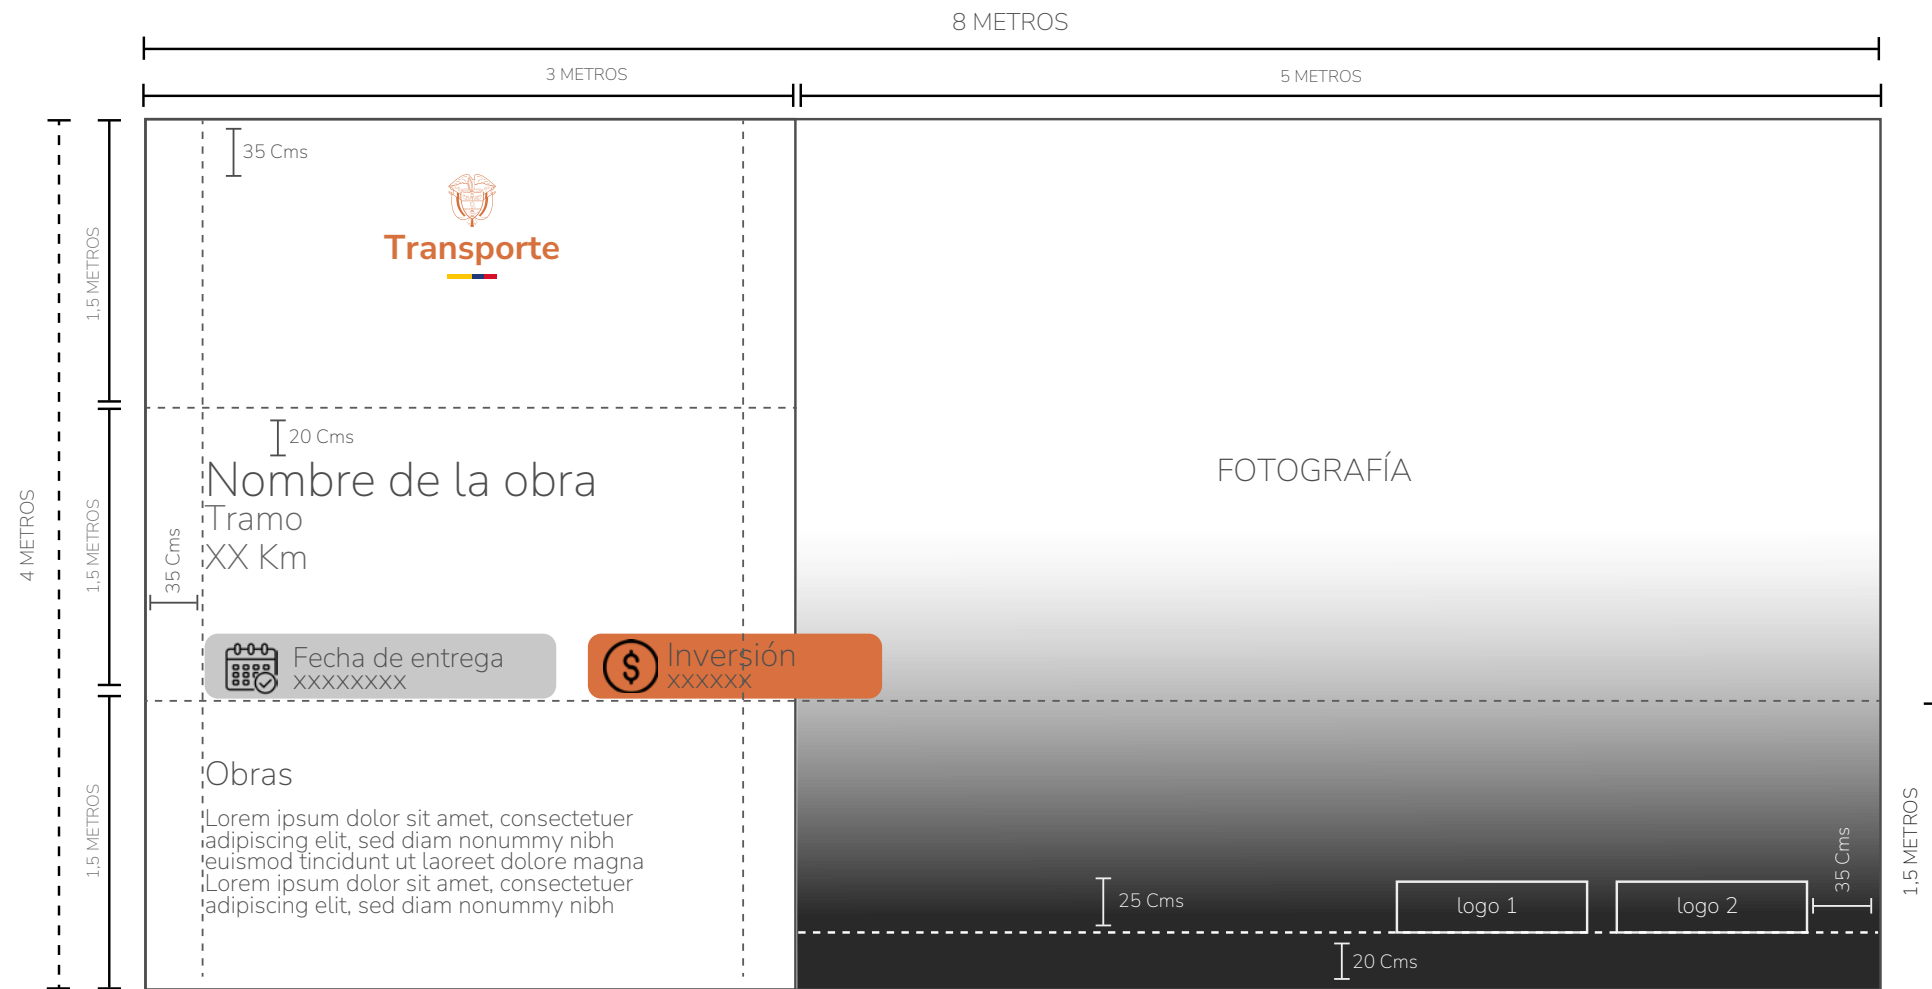 8 METROS
3 METROS
5 METROS
35 Cms
Transporte
1,5 METROS
20 Cms
Nombre de la obra
Tramo
XX Km
35 Cms
4 METROS
1,5 METROS
FOTOGRAFÍA
Fecha de entrega
XXXXXXXX
Inversión
XXXXXX
Obras
Lorem ipsum dolor sit amet, consectetuer
adipiscing elit, sed diam nonummy nibh
euismod tincidunt ut laoreet dolore magna
Lorem ipsum dolor sit amet, consectetuer
adipiscing elit, sed diam nonummy nibh
1,5 METROS
25 Cms
logo 1
logo 2
35 Cms
1,5 METROS
20 Cms